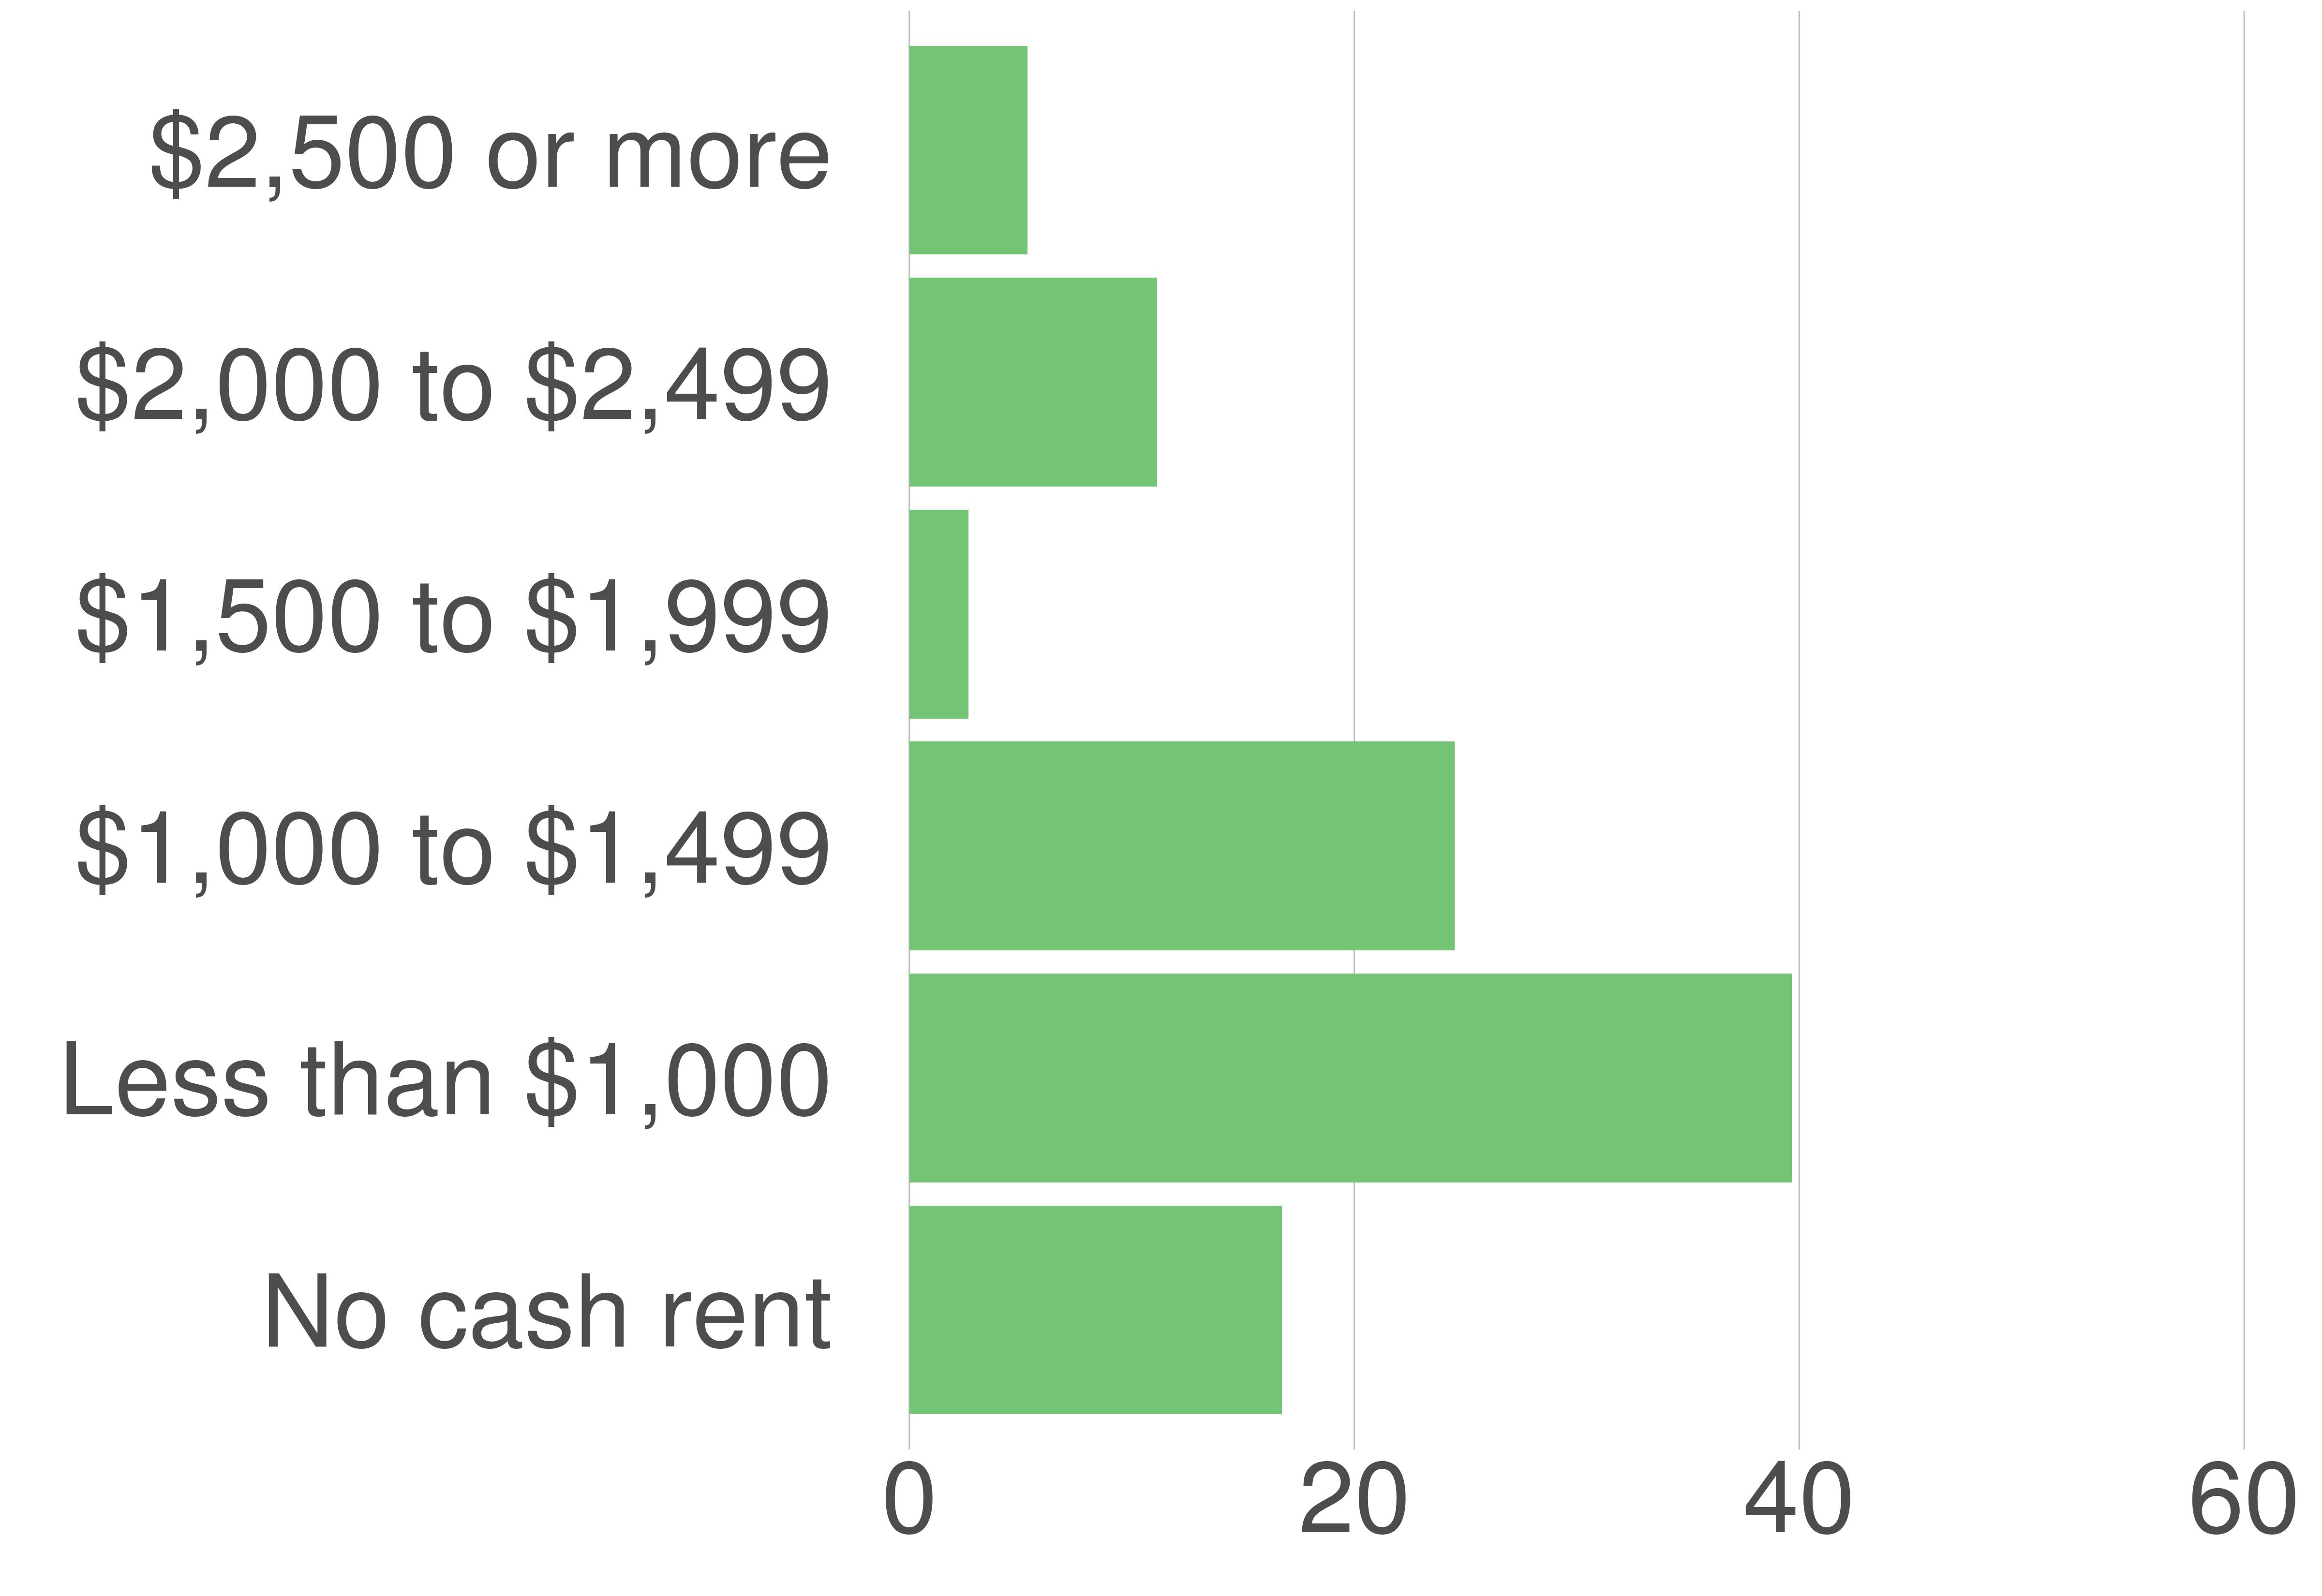 $2,500 or more
$2,000 to $2,499
$1,500 to $1,999
$1,000 to $1,499
Less than $1,000
No cash rent
0 20 40 60